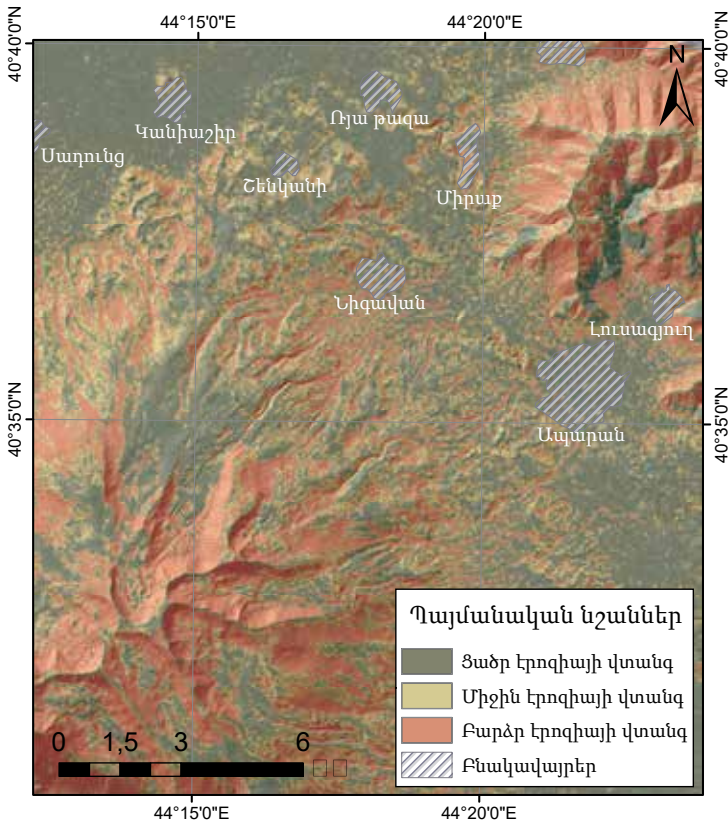 44°15'0"E
44°20'0"E
40°40'0"N
40°40'0"N
N
Կանիաշիր
Ռյա թազա
Սադունց
Շենկանի
Միրաք
Նիգավան
Լուսագյուղ
Ապարան
40°35'0"N
40°35'0"N
Պայմանական նշաններ
Ցածր էրոզիայի վտանգ
Միջին էրոզիայի վտանգ
Բարձր էրոզիայի վտանգ
Բնակավայրեր
0 1,5 3 6
44°15'0"E
44°20'0"E